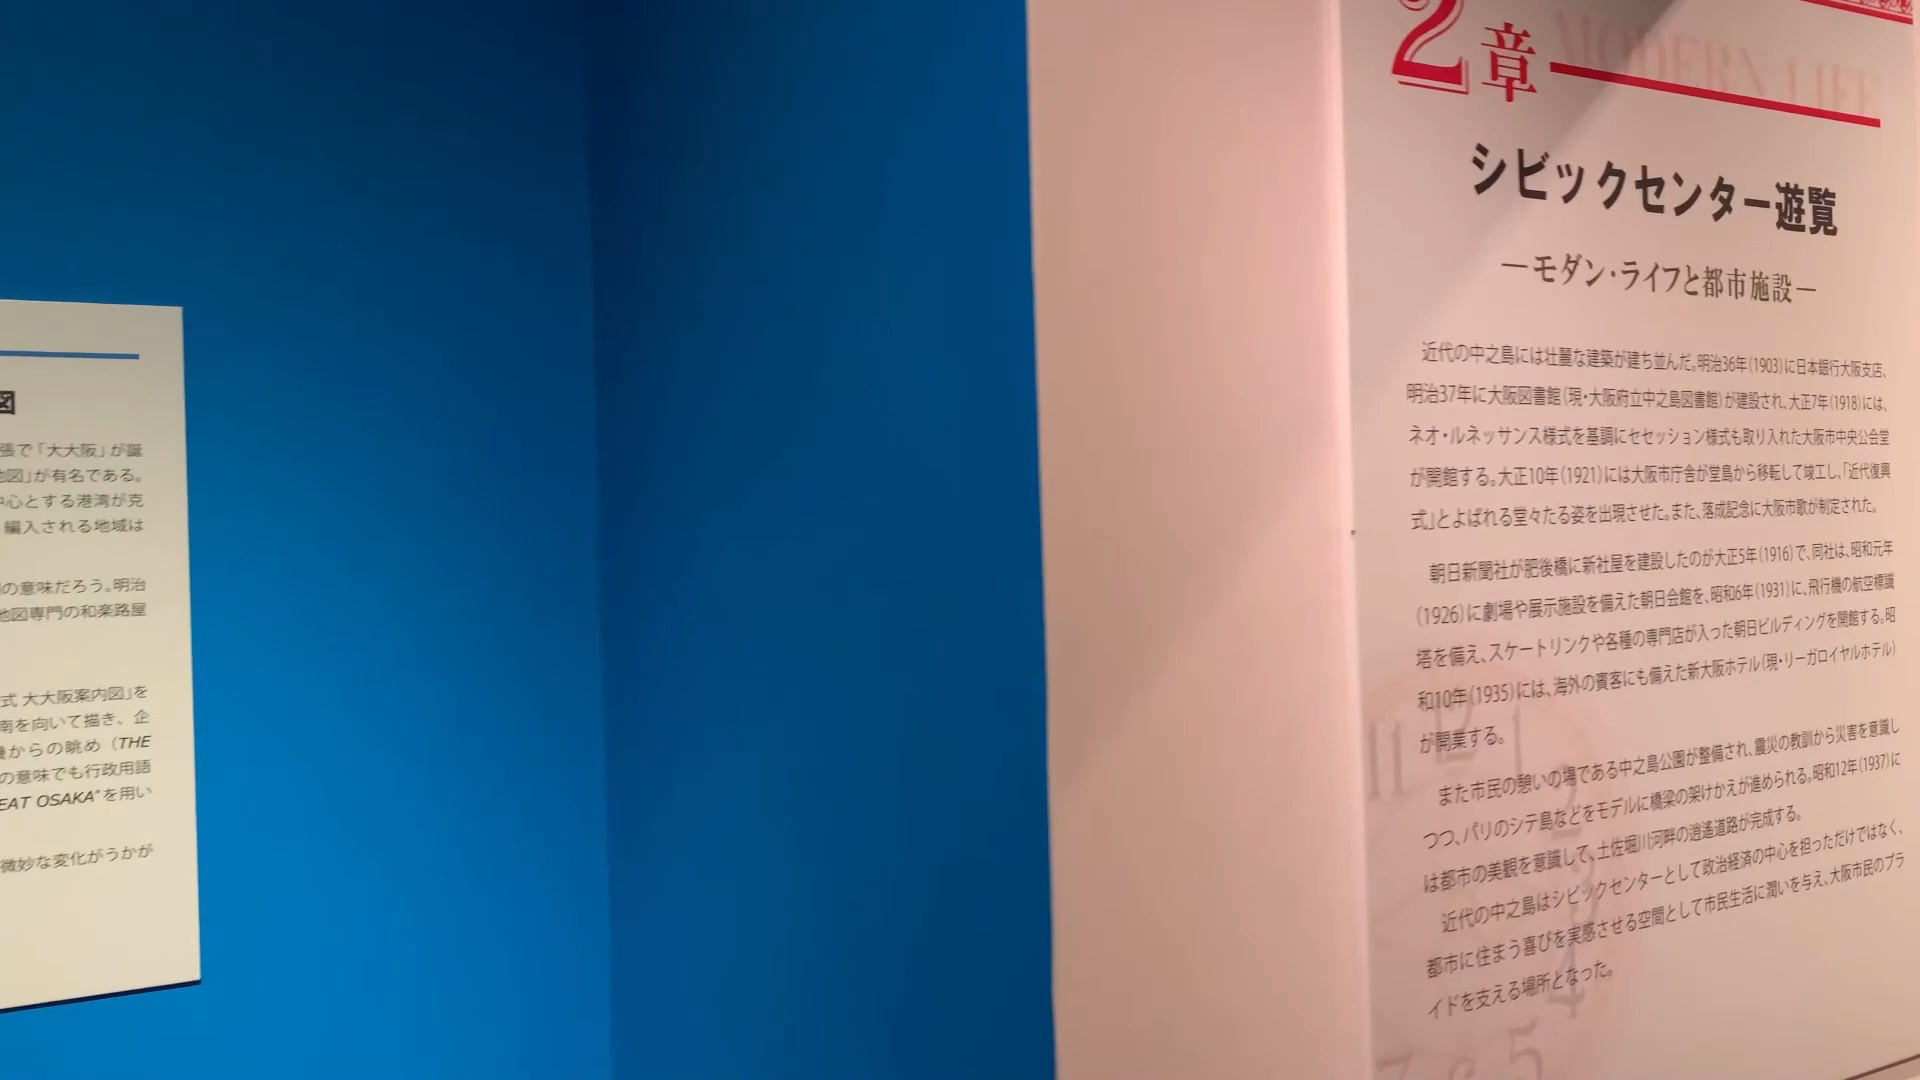 図
張で「大大阪」が誕
地図」が有名である。
中心とする港湾が克
編入される地域は
の意味だろう。明治
地図専門の和楽路屋
式 大大阪案内図」を
南を向いて描き、企
機からの眺め（THE
の意味でも行政用語
EAT OSAKA"を用い
微妙な変化がうかが
2章
MODERN LIFE
シビックセンター遊覧
―モダン・ライフと都市施設―
近代の中之島には壮麗な建築が建ち並んだ。明治36年（1903）に日本銀行大阪支店、
明治37年に大阪図書館（現・大阪府立中之島図書館）が建設され、大正7年（1918）には、
ネオ・ルネッサンス様式を基調にセセッション様式も取り入れた大阪市中央公会堂
が開館する。大正10年（1921）には大阪市庁舎が堂島から移転して竣工し、「近代復興
式」とよばれる堂々たる姿を出現させた。また、落成記念に大阪市歌が制定された。
朝日新聞社が肥後橋に新社屋を建設したのが大正5年（1916）で、同社は、昭和元年
（1926）に劇場や展示施設を備えた朝日会館を、昭和6年（1931）に、飛行機の航空標識
塔を備え、スケートリンクや各種の専門店が入った朝日ビルディングを開館する。昭
和10年（1935）には、海外の賓客にも備えた新大阪ホテル（現・リーガロイヤルホテル）
が開業する。
また市民の憩いの場である中之島公園が整備され、震災の教訓から災害を意識し
つつ、パリのシテ島などをモデルに橋梁の架けかえが進められる。昭和12年（1937）に
は都市の美観を意識して、土佐堀川河畔の逍遙道路が完成する。
近代の中之島はシビックセンターとして政治経済の中心を担っただけではなく、
都市に住まう喜びを実感させる空間として市民生活に潤いを与え、大阪市民のプラ
イドを支える場所となった。
11 12 1
2
3
4
5
6
7